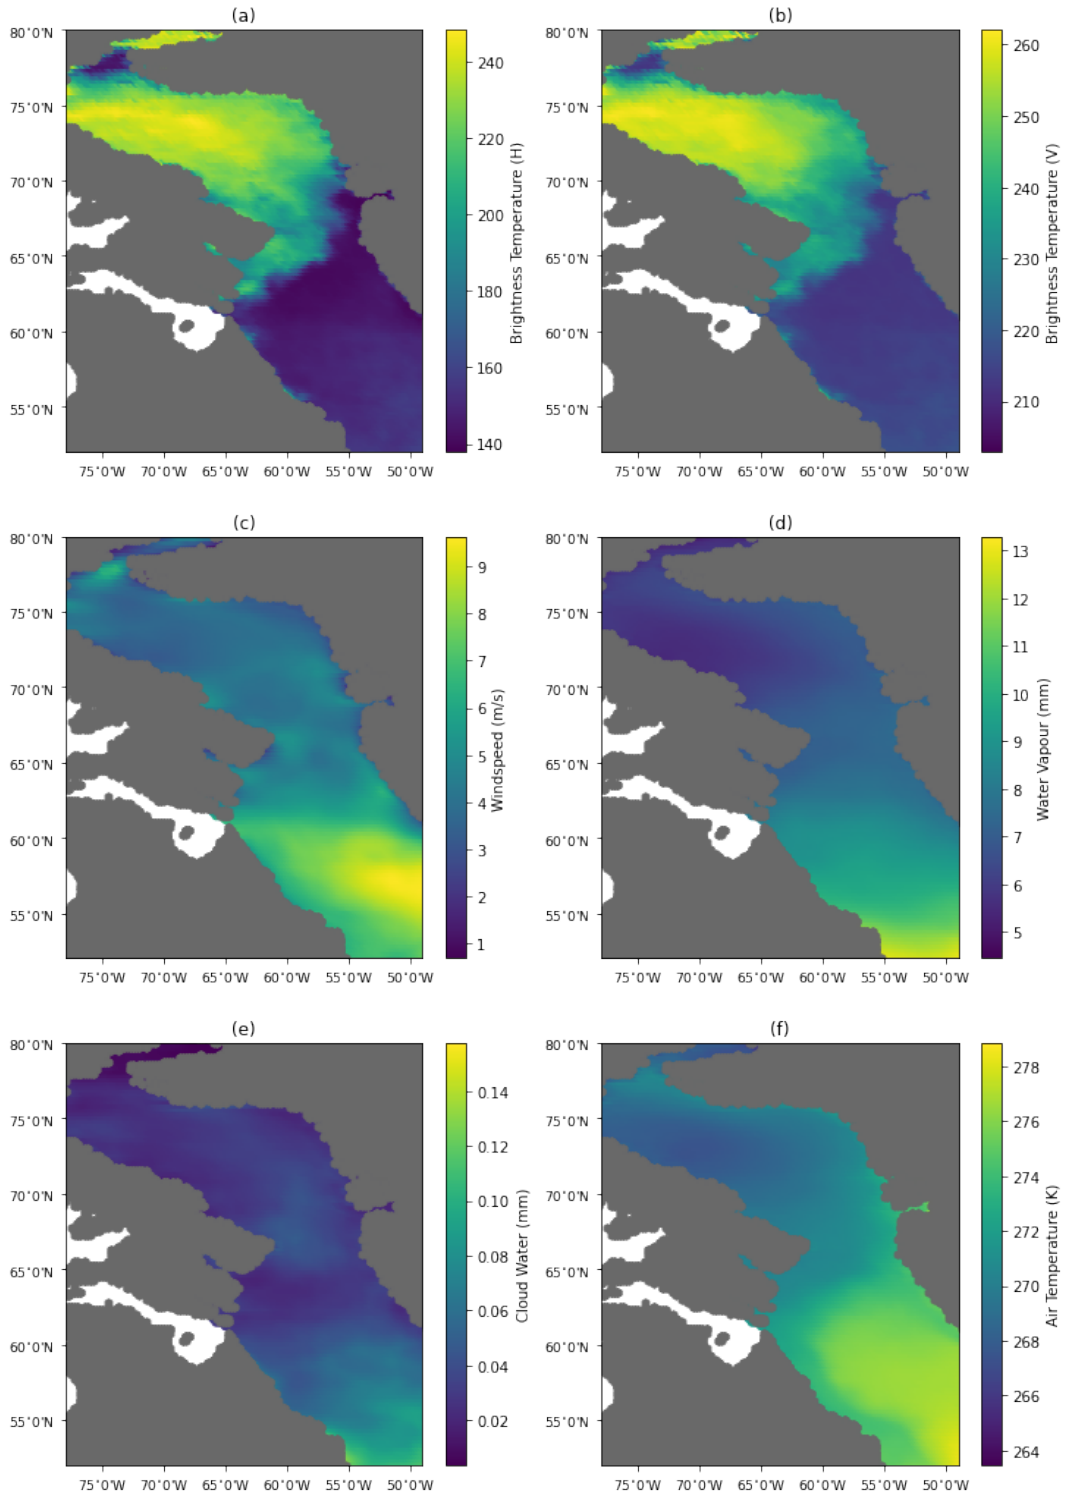 (a)
80°0'N
75°0'N
70°0'N
65°0'N
60°0'N
55°0'N
75°0'W 70°0'W 65°0'W 60°0'W 55°0'W 50°0'W
240
220
200
180
160
140
Brightness Temperature (H)
(b)
80°0'N
75°0'N
70°0'N
65°0'N
60°0'N
55°0'N
75°0'W 70°0'W 65°0'W 60°0'W 55°0'W 50°0'W
260
250
240
230
220
210
Brightness Temperature (V)
(c)
80°0'N
75°0'N
70°0'N
65°0'N
60°0'N
55°0'N
75°0'W 70°0'W 65°0'W 60°0'W 55°0'W 50°0'W
9
8
7
6
5
4
3
2
1
Windspeed (m/s)
(d)
80°0'N
75°0'N
70°0'N
65°0'N
60°0'N
55°0'N
75°0'W 70°0'W 65°0'W 60°0'W 55°0'W 50°0'W
13
12
11
10
9
8
7
6
5
Water Vapour (mm)
(e)
80°0'N
75°0'N
70°0'N
65°0'N
60°0'N
55°0'N
75°0'W 70°0'W 65°0'W 60°0'W 55°0'W 50°0'W
0.14
0.12
0.10
0.08
0.06
0.04
0.02
Cloud Water (mm)
(f)
80°0'N
75°0'N
70°0'N
65°0'N
60°0'N
55°0'N
75°0'W 70°0'W 65°0'W 60°0'W 55°0'W 50°0'W
278
276
274
272
270
268
266
264
Air Temperature (K)